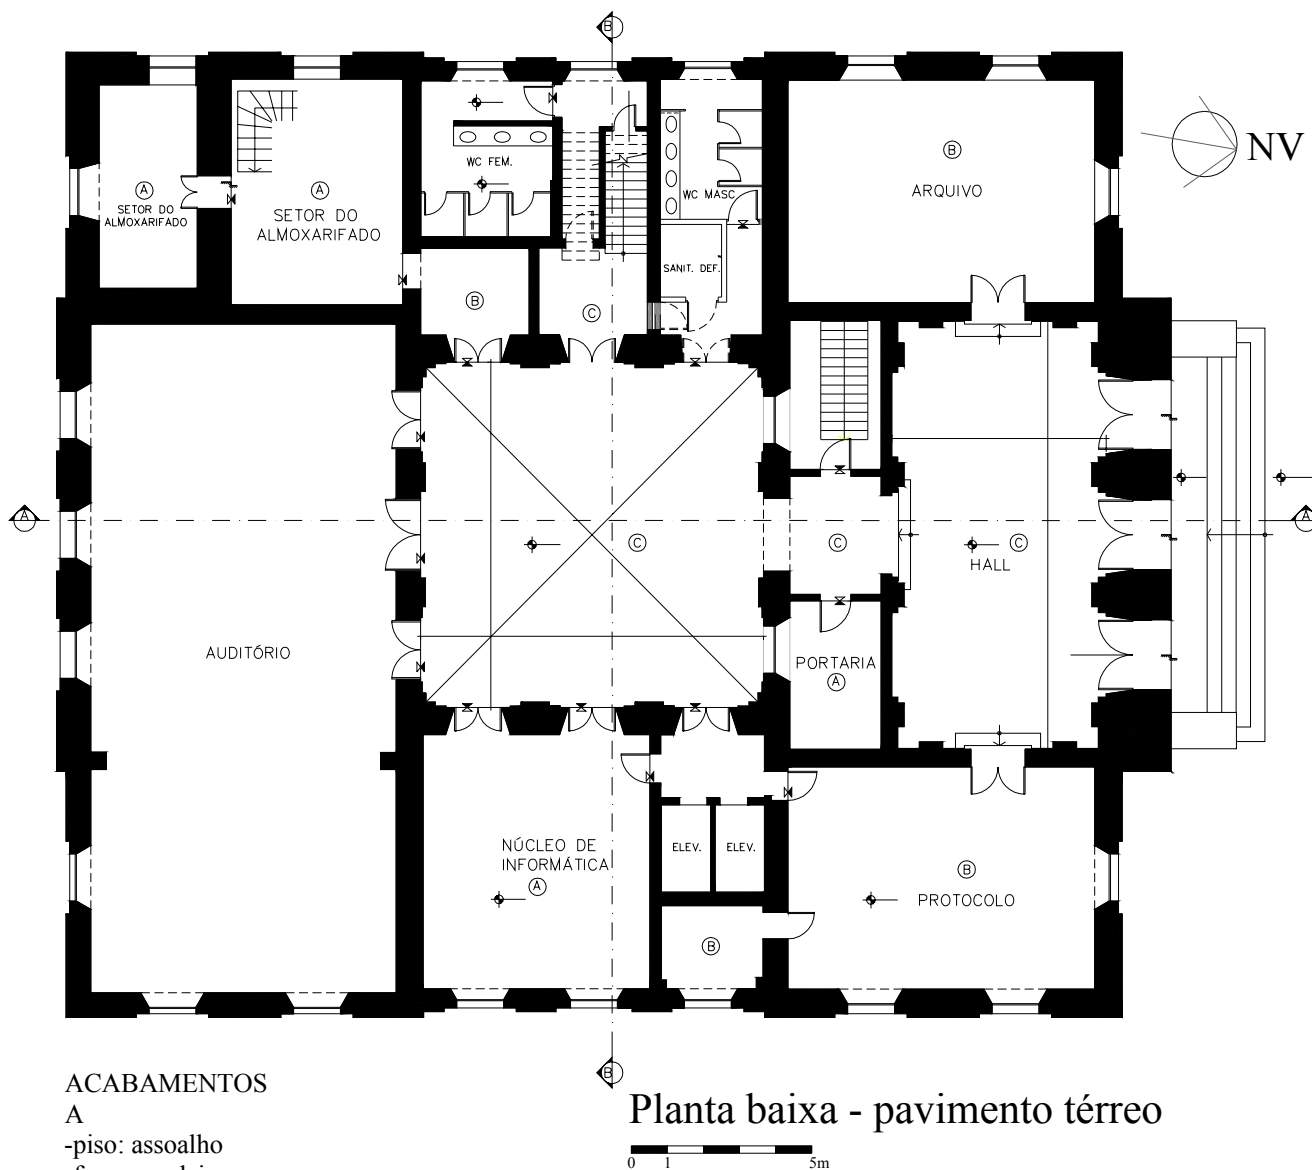 B
NV
A
SETOR DO
ALMOXARIFADO
A
SETOR DO
ALMOXARIFADO
WC FEM.
WC MASC
B
ARQUIVO
SANIT. DEF.
B
C
A
A
C
C
C
HALL
AUDITÓRIO
PORTARIA
A
NÚCLEO DE
INFORMÁTICA
A
ELEV.
ELEV.
B
PROTOCOLO
B
B
ACABAMENTOS
A
-piso: assoalho
Planta baixa - pavimento térreo
0 1 5m